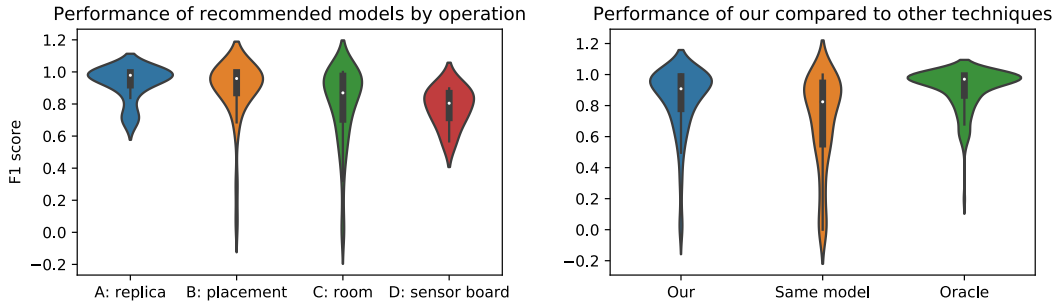 Performance of recommended models by operation
1.2
1.0
0.8
0.6
0.4
0.2
0.0
−0.2
F1 score
A: replica
B: placement
C: room
D: sensor board
Performance of our compared to other techniques
1.2
1.0
0.8
0.6
0.4
0.2
0.0
−0.2
Our
Same model
Oracle